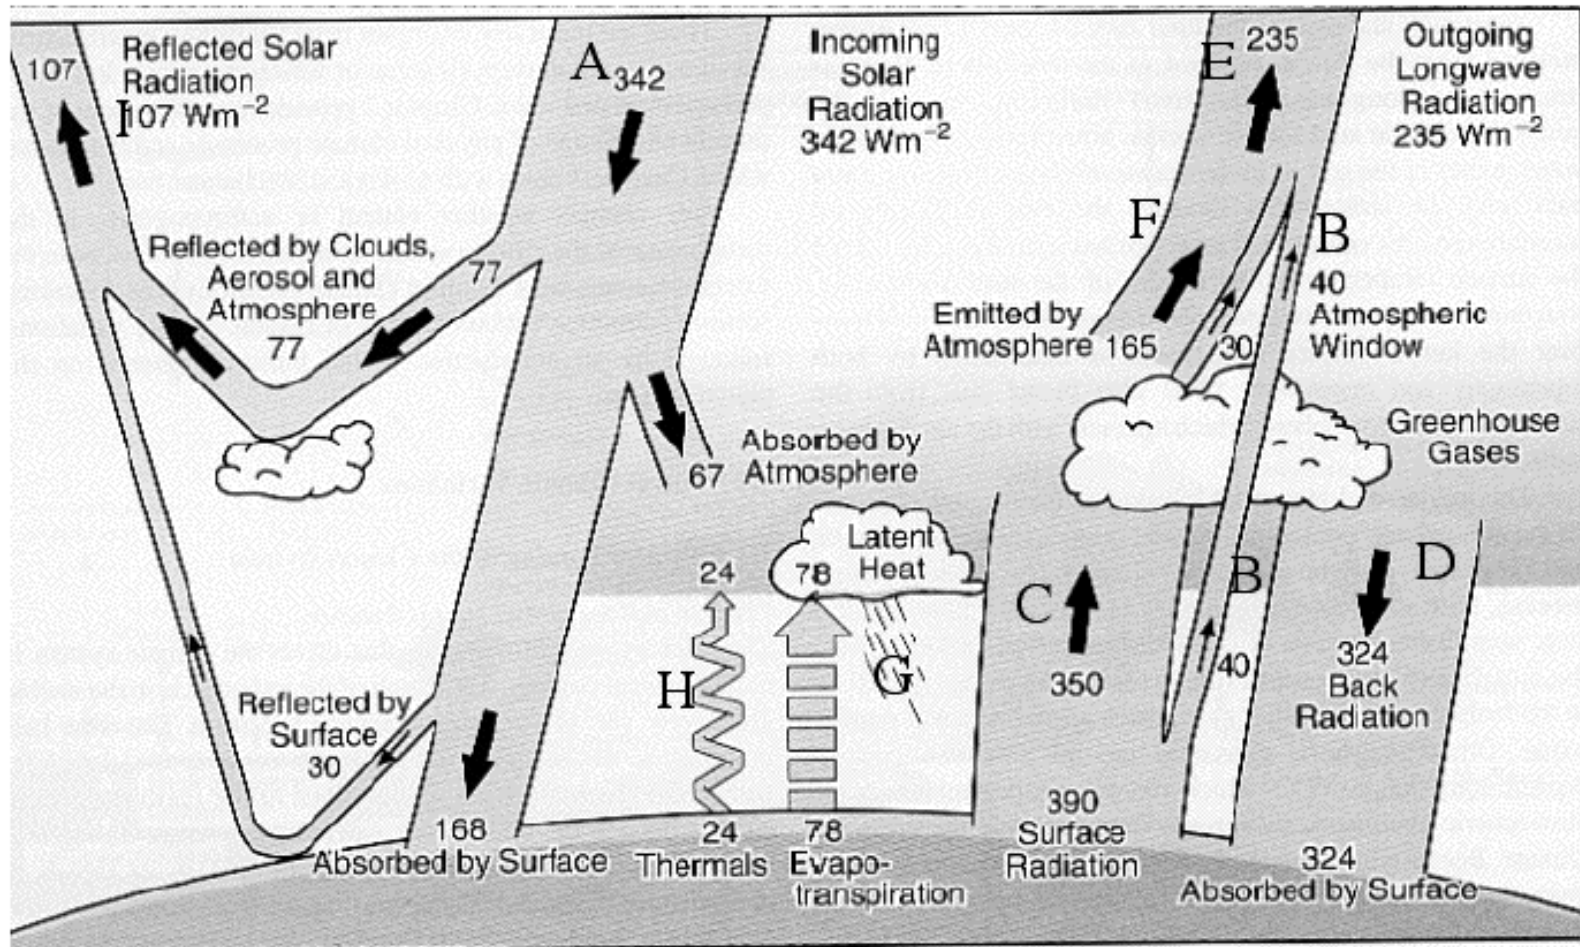 107
Reflected Solar
Radiation
107 Wm⁻²
I
A
342
Incoming
Solar
Radiation
342 Wm⁻²
E
235
Outgoing
Longwave
Radiation
235 Wm⁻²
Reflected by Clouds,
Aerosol and
Atmosphere
77
77
F
B
Emitted by
Atmosphere
165
30
40
Atmospheric
Window
Absorbed by
Atmosphere
67
Greenhouse
Gases
Latent
Heat
24
78
H
G
C
350
B
40
D
324
Back
Radiation
Reflected by
Surface
30
168
Absorbed by Surface
24
Thermals
78
Evapo-
transpiration
390
Surface
Radiation
324
Absorbed by Surface